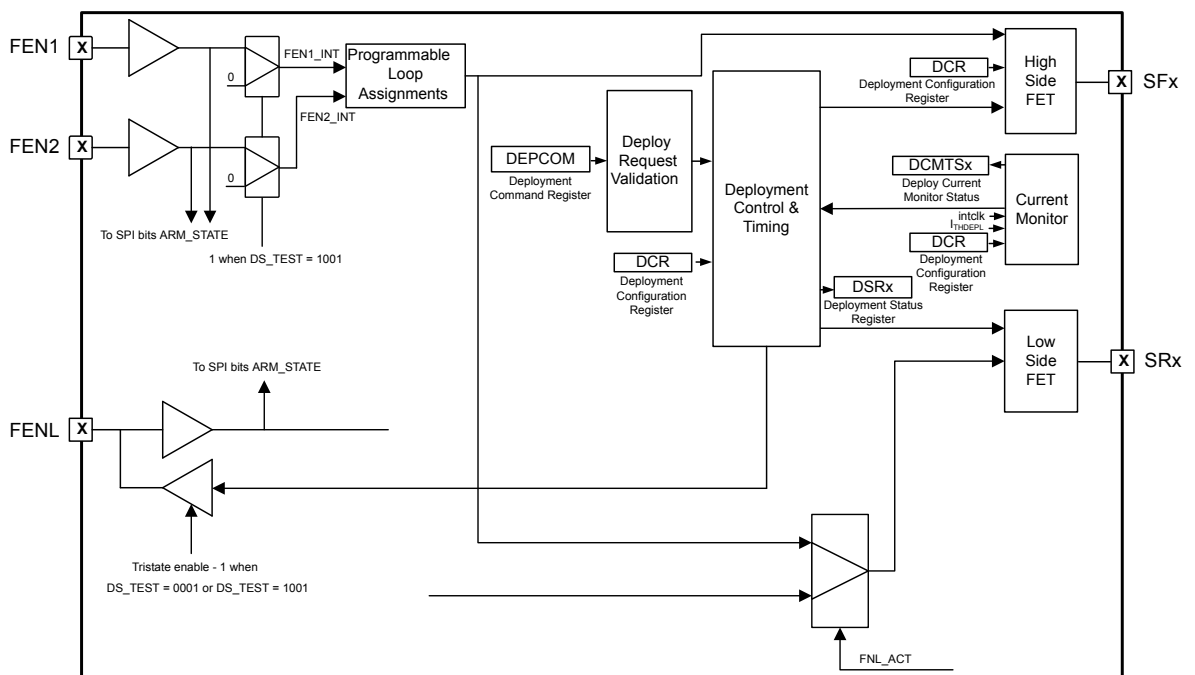 FEN1
X
FEN1_INT
0
Programmable
Loop
Assignments
FEN2_INT
FEN2
X
0
To SPI bits ARM_STATE
1 when DS_TEST = 1001
DEPCOM
Deployment
Command Register
Deploy
Request
Validation
DCR
Deployment
Configuration
Register
Deployment
Control &
Timing
DCR
Deployment Configuration
Register
High
Side
FET
X
SFx
DCMTSx
Deploy Current
Monitor Status
intclk
ITHDEPL
DCR
Deployment
Configuration
Register
Current
Monitor
DSRx
Deployment Status
Register
Low
Side
FET
X
SRx
To SPI bits ARM_STATE
FENL
X
Tristate enable - 1 when
DS_TEST = 0001 or DS_TEST = 1001
FNL_ACT